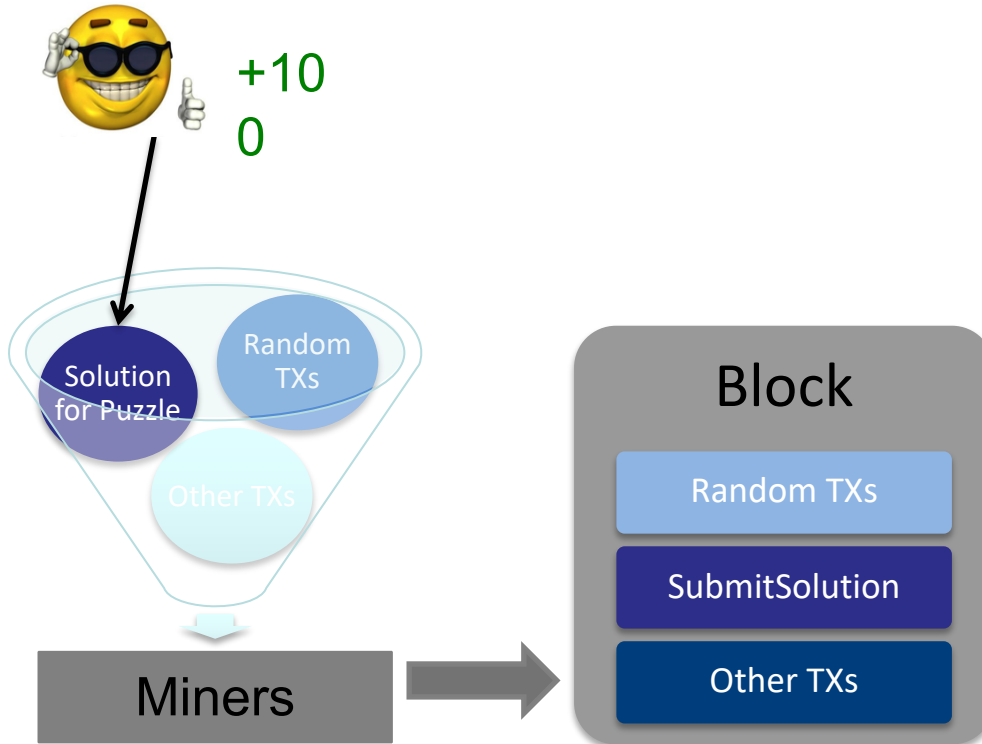 +10
0
Solution
for Puzzle
Random
TXs
Other TXs
Miners
Block
Random TXs
SubmitSolution
Other TXs